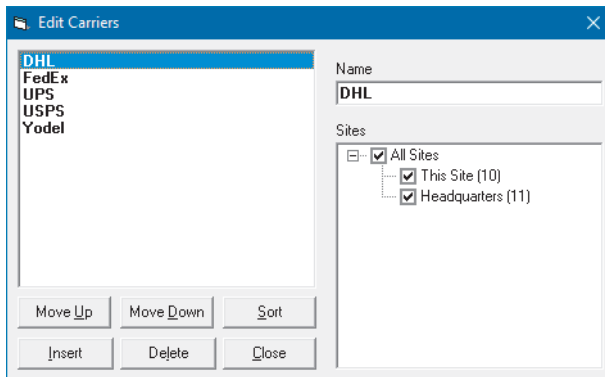 Edit Carriers
DHL
FedEx
UPS
USPS
Yodel
Name
DHL
Sites
All Sites
This Site (10)
Headquarters (11)
Move Up
Move Down
Sort
Insert
Delete
Close